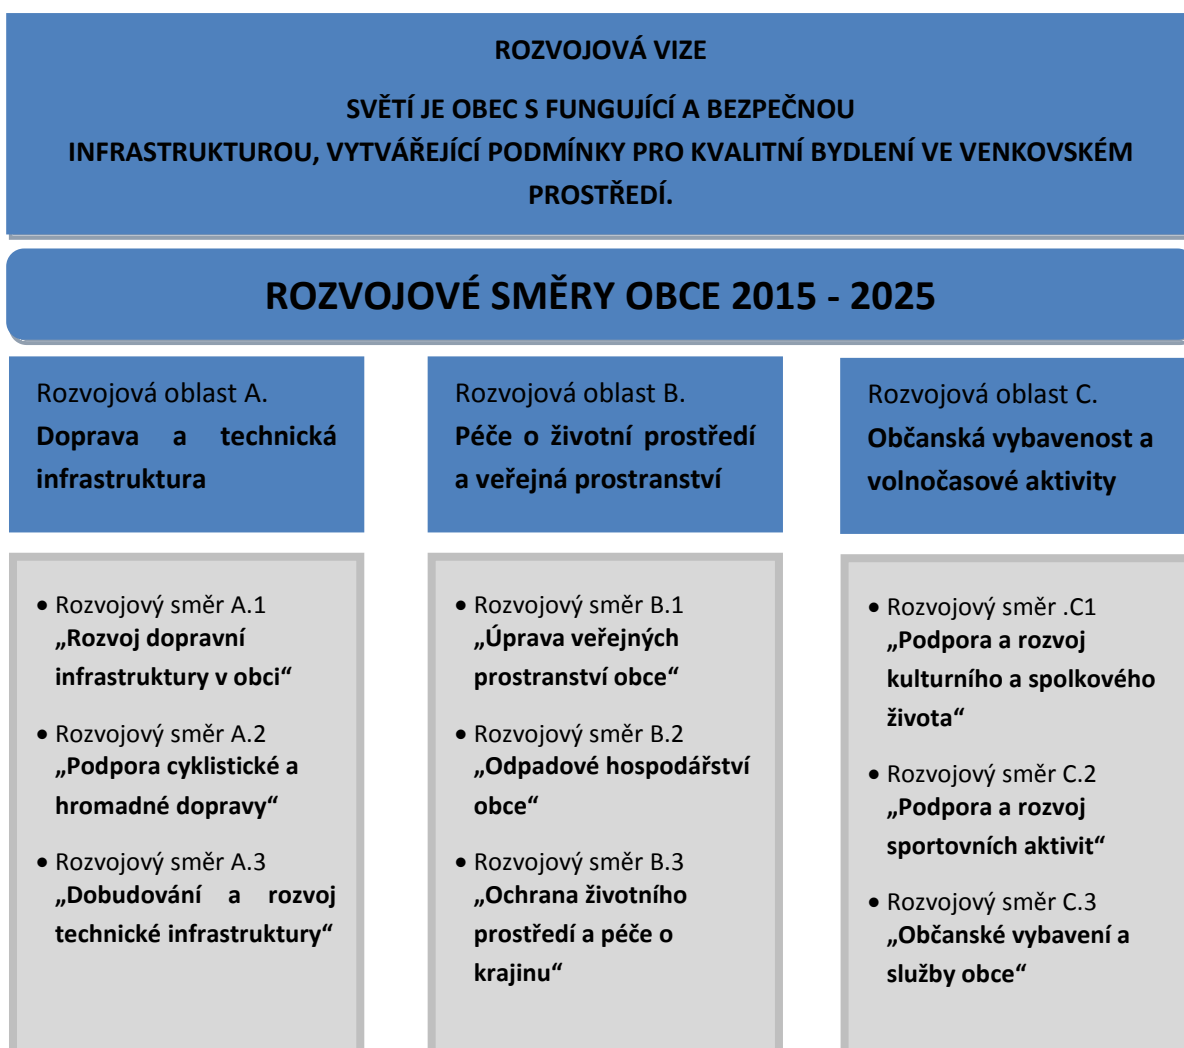 ROZVOJOVÁ VIZE
SVĚTÍ JE OBEC S FUNGUJÍCÍ A BEZPEČNOU
INFRASTRUKTUROU, VYTVÁŘEJÍCÍ PODMÍNKY PRO KVALITNÍ BYDLENÍ VE VENKOVSKÉM
PROSTŘEDÍ.
ROZVOJOVÉ SMĚRY OBCE 2015 - 2025
Rozvojová oblast A.
Doprava a technická
infrastruktura
• Rozvojový směr A.1
„Rozvoj dopravní
infrastruktury v obci“
• Rozvojový směr A.2
„Podpora cyklistické a
hromadné dopravy“
• Rozvojový směr A.3
„Dobudování a rozvoj
technické infrastruktury“
Rozvojová oblast B.
Péče o životní prostředí
a veřejná prostranství
• Rozvojový směr B.1
„Úprava veřejných
prostranství obce“
• Rozvojový směr B.2
„Odpadové hospodářství
obce“
• Rozvojový směr B.3
„Ochrana životního
prostředí a péče o
krajinu“
Rozvojová oblast C.
Občanská vybavenost a
volnočasové aktivity
• Rozvojový směr .C1
„Podpora a rozvoj
kulturního a spolkového
života“
• Rozvojový směr C.2
„Podpora a rozvoj
sportovních aktivit“
• Rozvojový směr C.3
„Občanské vybavení a
služby obce“